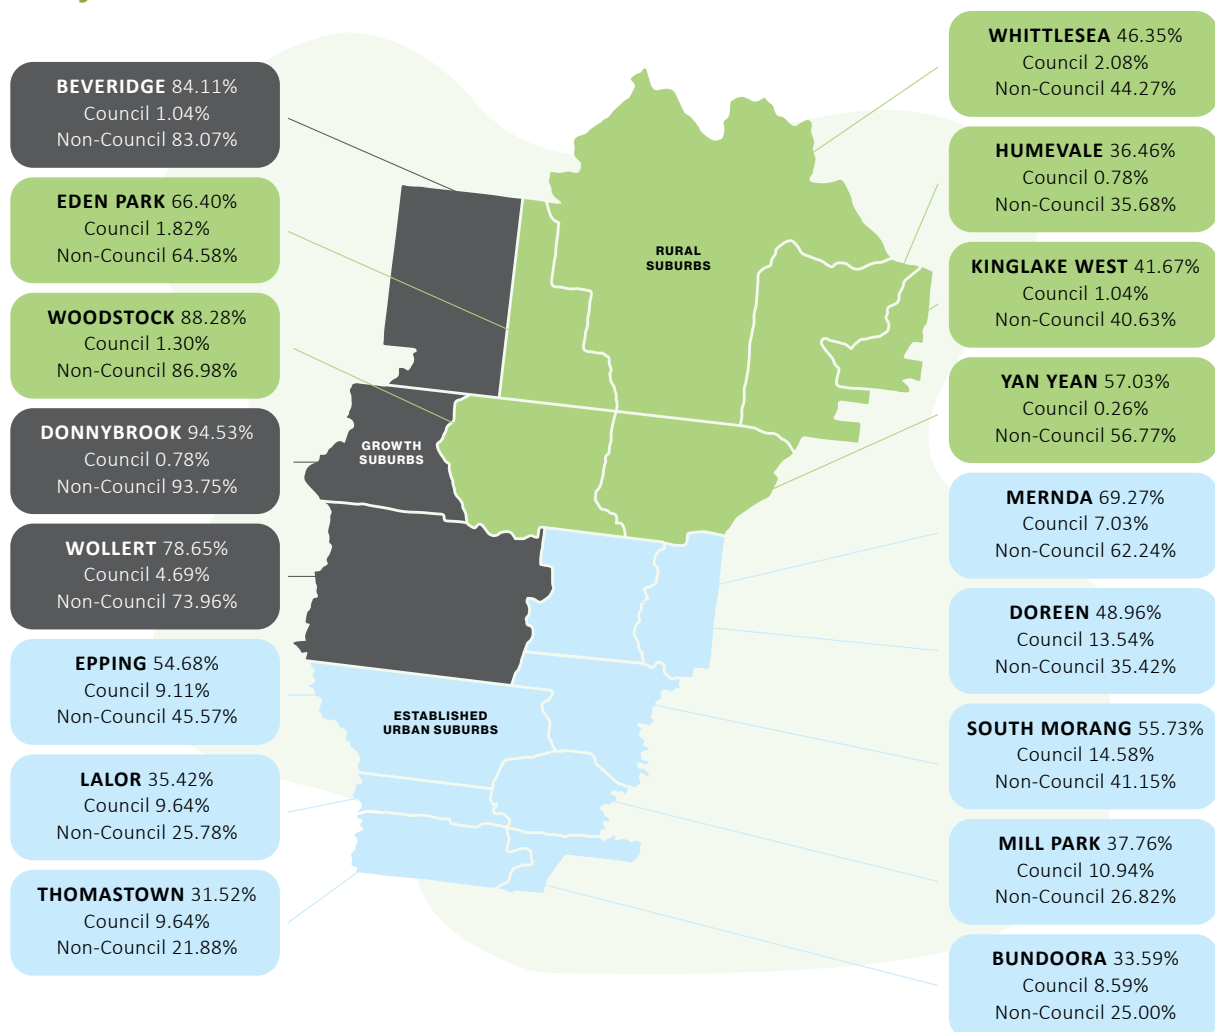 BEVERIDGE 84.11%
Council 1.04%
Non-Council 83.07%
EDEN PARK 66.40%
Council 1.82%
Non-Council 64.58%
WOODSTOCK 88.28%
Council 1.30%
Non-Council 86.98%
DONNYBROOK 94.53%
Council 0.78%
Non-Council 93.75%
WOLLERT 78.65%
Council 4.69%
Non-Council 73.96%
EPPING 54.68%
Council 9.11%
Non-Council 45.57%
LALOR 35.42%
Council 9.64%
Non-Council 25.78%
THOMASTOWN 31.52%
Council 9.64%
Non-Council 21.88%
RURAL
SUBURBS
GROWTH
SUBURBS
ESTABLISHED
URBAN SUBURBS
WHITTLESEA 46.35%
Council 2.08%
Non-Council 44.27%
HUMEVALE 36.46%
Council 0.78%
Non-Council 35.68%
KINGLAKE WEST 41.67%
Council 1.04%
Non-Council 40.63%
YAN YEAN 57.03%
Council 0.26%
Non-Council 56.77%
MERNDA 69.27%
Council 7.03%
Non-Council 62.24%
DOREEN 48.96%
Council 13.54%
Non-Council 35.42%
SOUTH MORANG 55.73%
Council 14.58%
Non-Council 41.15%
MILL PARK 37.76%
Council 10.94%
Non-Council 26.82%
BUNDOORA 33.59%
Council 8.59%
Non-Council 25.00%